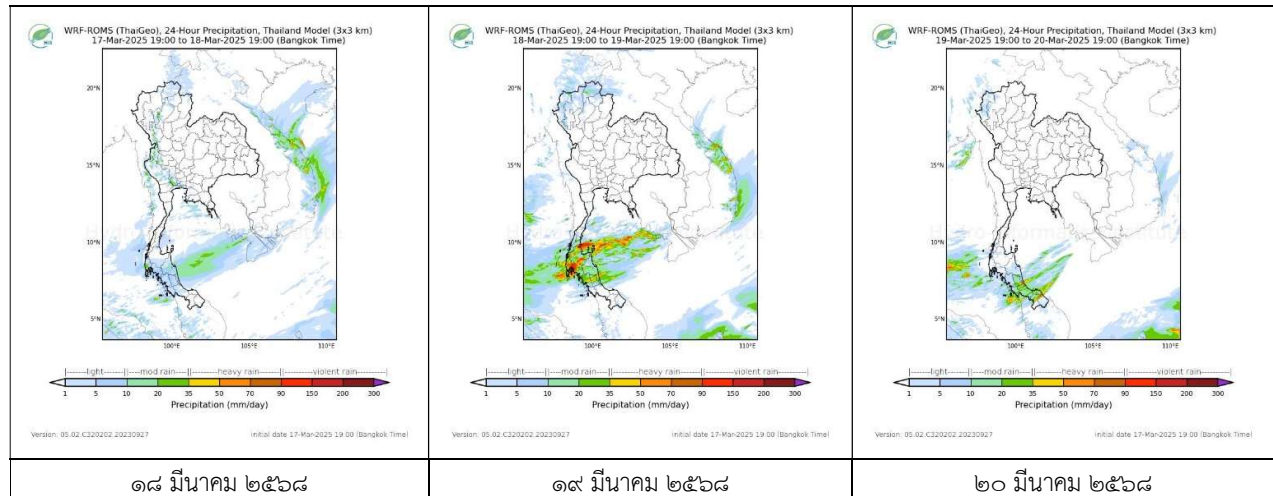 WRF-ROMS (ThaiGeo), 24-Hour Precipitation, Thailand Model (3x3 km)
17-Mar-2025 19:00 to 18-Mar-2025 19:00 (Bangkok Time)
20°N
15°N
10°N
5°N
100°E 105°E 110°E
|--------light-------||----mod rain----||--------heavy rain--------||--------violent rain--------|
1 5 10 20 35 50 70 90 150 200 300
Precipitation (mm/day)
Version: 05.02.C320202.20230927 initial date 17-Mar-2025 19:00 (Bangkok Time)
๑๘ มีนาคม ๒๕๖๘
WRF-ROMS (ThaiGeo), 24-Hour Precipitation, Thailand Model (3x3 km)
18-Mar-2025 19:00 to 19-Mar-2025 19:00 (Bangkok Time)
20°N
15°N
10°N
5°N
100°E 105°E 110°E
|--------light-------||----mod rain----||--------heavy rain--------||--------violent rain--------|
1 5 10 20 35 50 70 90 150 200 300
Precipitation (mm/day)
Version: 05.02.C320202.20230927 initial date 17-Mar-2025 19:00 (Bangkok Time)
๑๙ มีนาคม ๒๕๖๘
WRF-ROMS (ThaiGeo), 24-Hour Precipitation, Thailand Model (3x3 km)
19-Mar-2025 19:00 to 20-Mar-2025 19:00 (Bangkok Time)
20°N
15°N
10°N
5°N
100°E 105°E 110°E
|--------light-------||----mod rain----||--------heavy rain--------||--------violent rain--------|
1 5 10 20 35 50 70 90 150 200 300
Precipitation (mm/day)
Version: 05.02.C320202.20230927 initial date 17-Mar-2025 19:00 (Bangkok Time)
๒๐ มีนาคม ๒๕๖๘